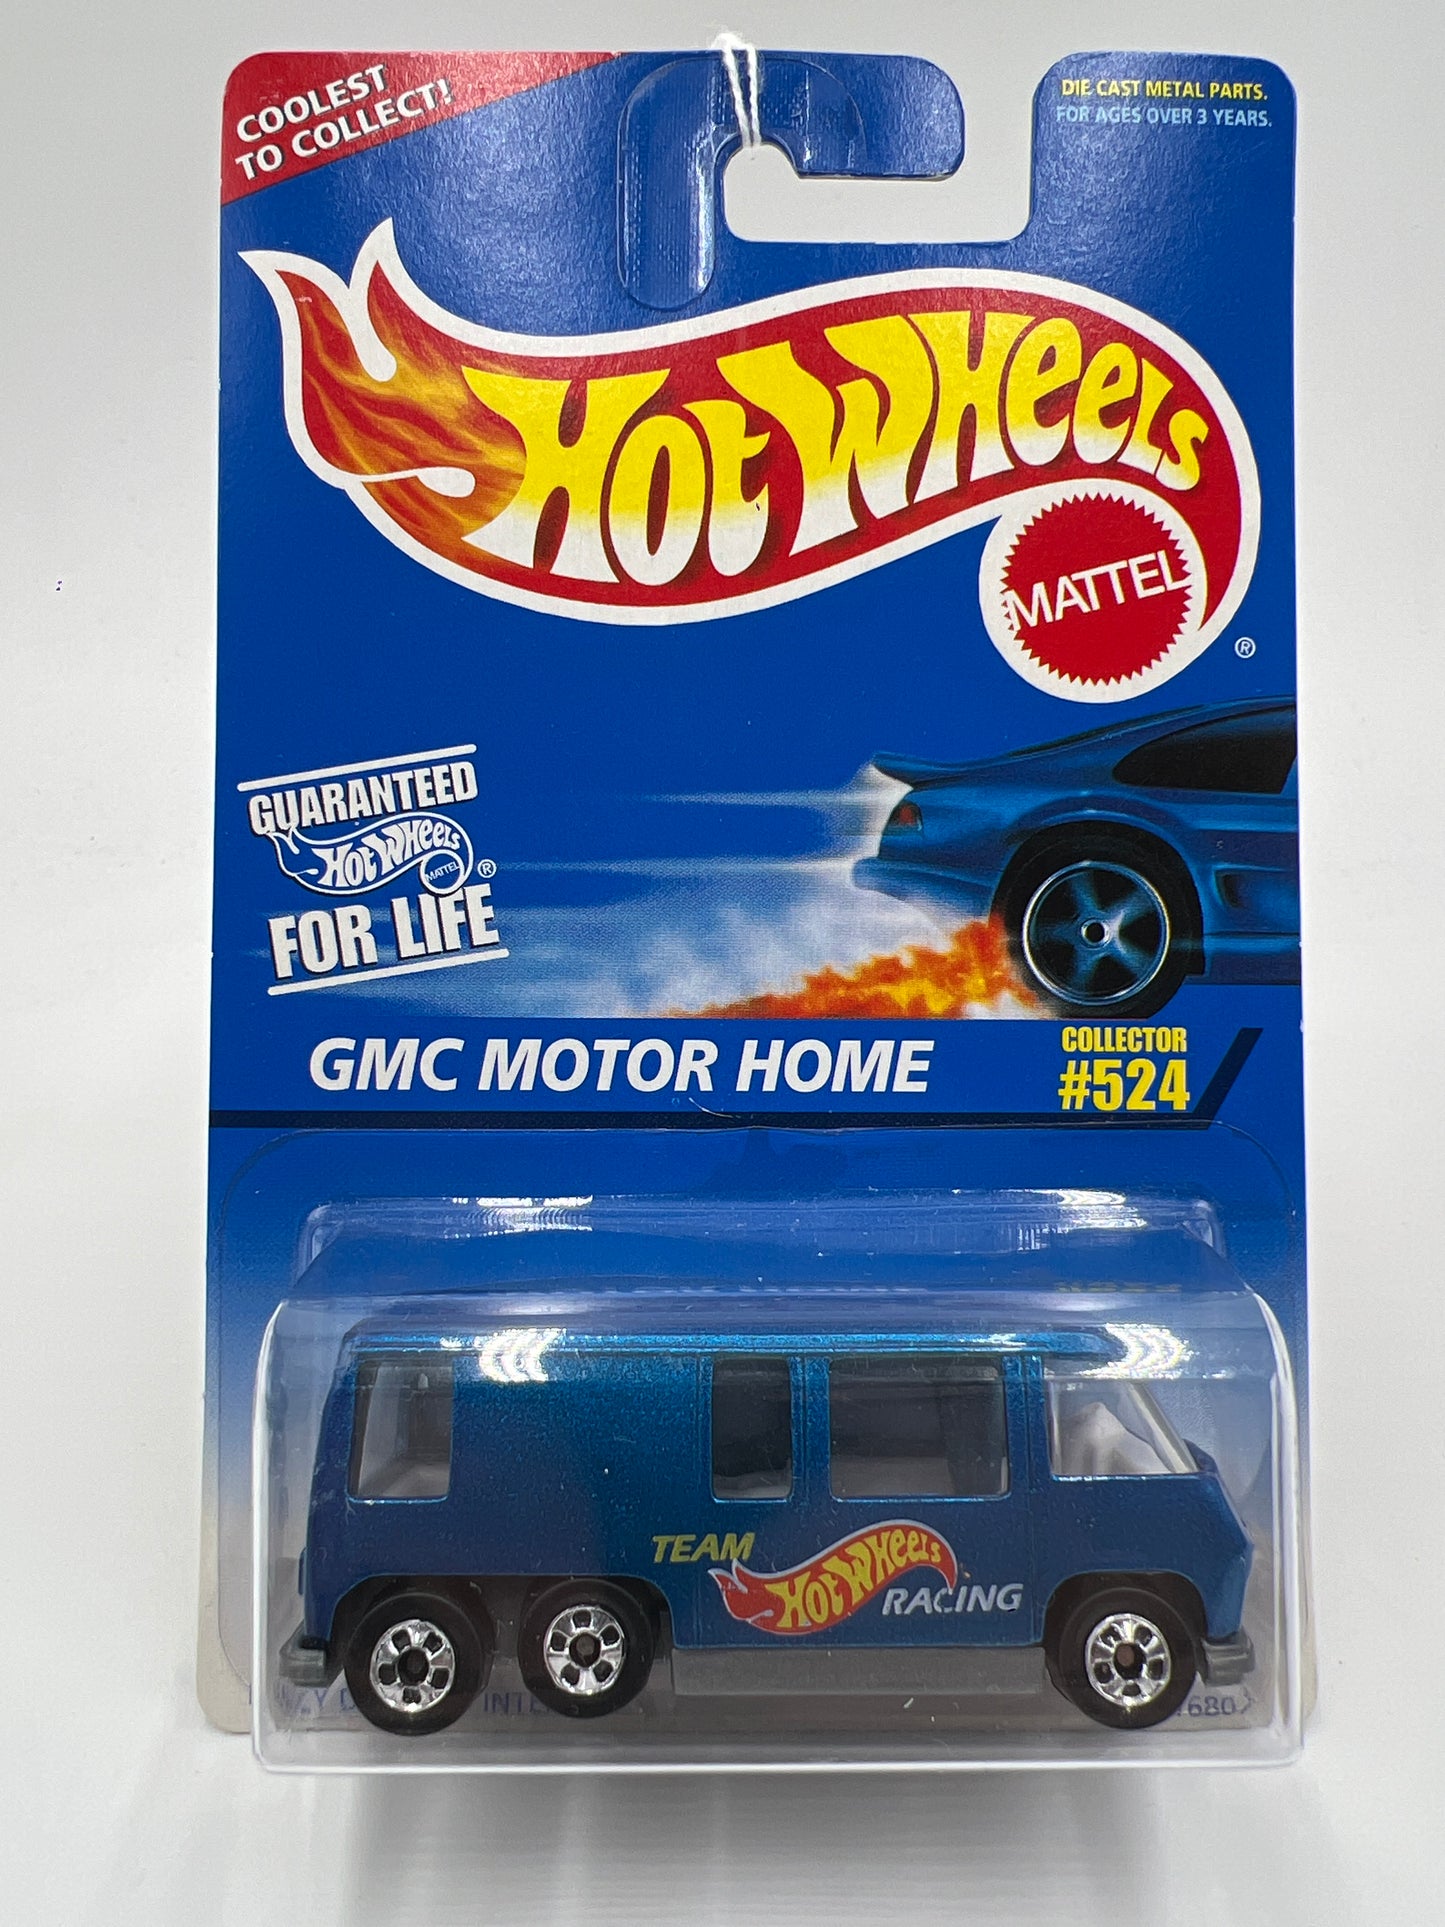 COOLEST
TO COLLECT!
DIE CAST METAL PARTS.
FOR AGES OVER 3 YEARS.
HOT WHEELS
MATTEL
®
GUARANTEED
HOT WHEELS
MATTEL ®
FOR LIFE
GMC MOTOR HOME
COLLECTOR
#524
TEAM
HOT WHEELS
RACING